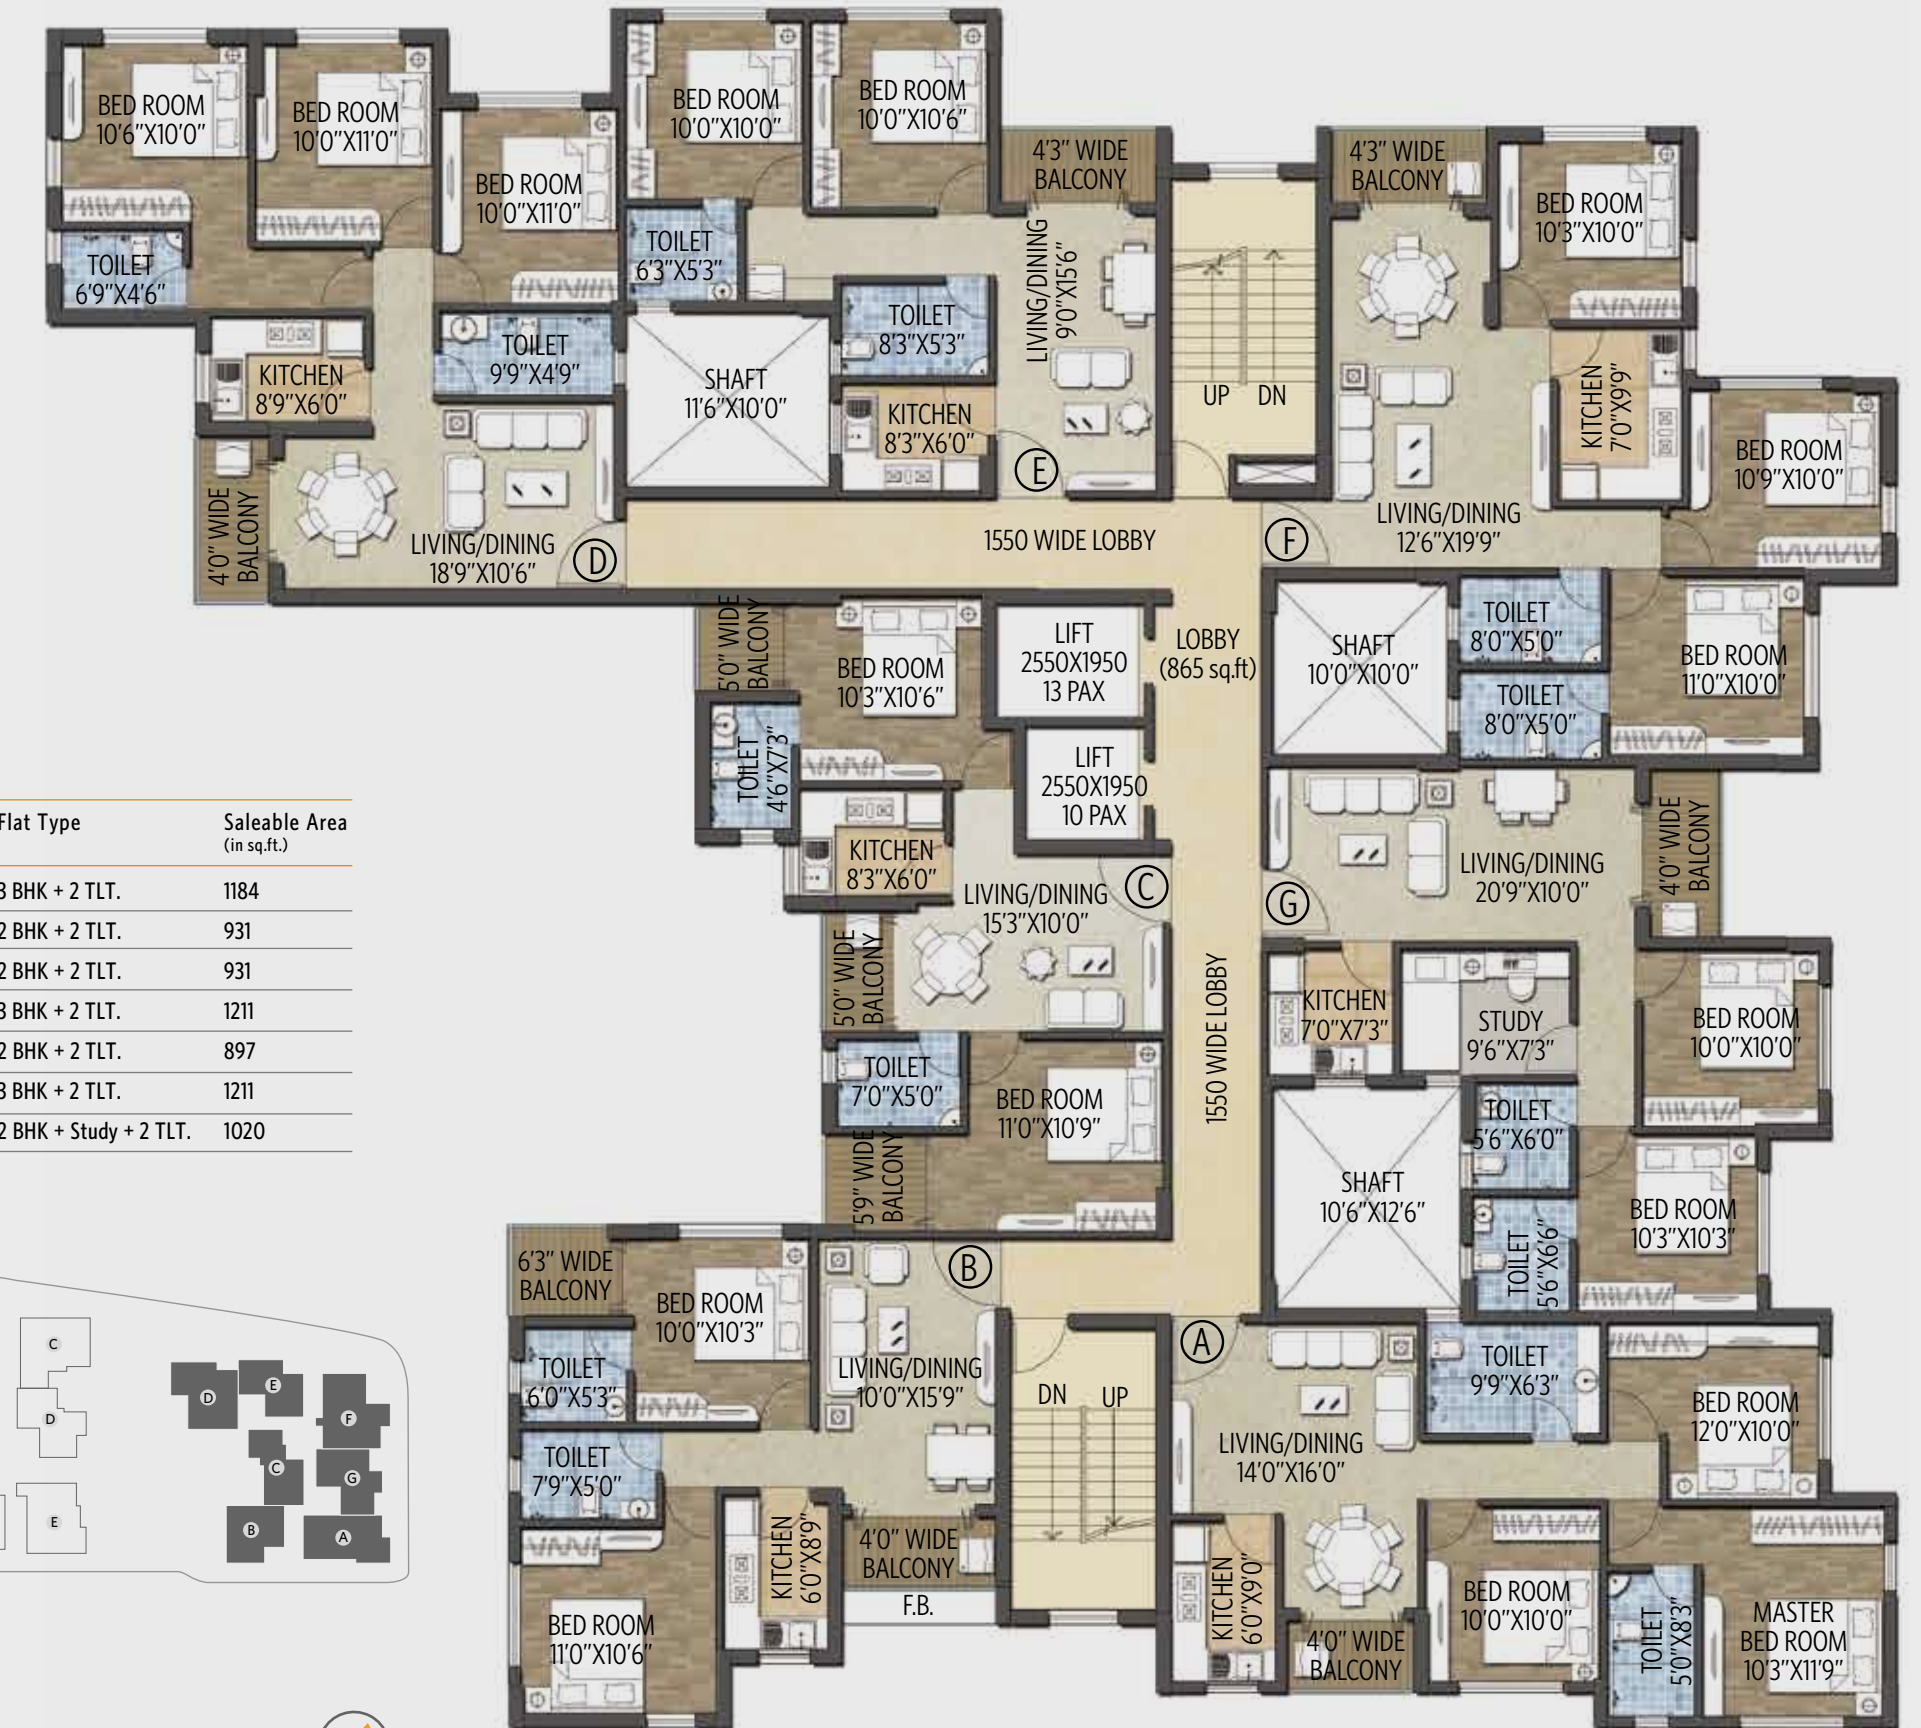 BED ROOM
10'6"X10'0"
BED ROOM
10'0"X11'0"
BED ROOM
10'0"X11'0"
TOILET
6'9"X4'6"
KITCHEN
8'9"X6'0"
TOILET
9'9"X4'9"
4'0" WIDE
BALCONY
LIVING/DINING
18'9"X10'6"
D
BED ROOM
10'0"X10'0"
BED ROOM
10'0"X10'6"
4'3" WIDE
BALCONY
TOILET
6'3"X5'3"
LIVING/DINING
9'0"X15'6"
TOILET
8'3"X5'3"
SHAFT
11'6"X10'0"
KITCHEN
8'3"X6'0"
E
UP
DN
1550 WIDE LOBBY
4'3" WIDE
BALCONY
BED ROOM
10'3"X10'0"
KITCHEN
7'0"X9'9"
BED ROOM
10'9"X10'0"
LIVING/DINING
12'6"X19'9"
F
SHAFT
10'0"X10'0"
TOILET
8'0"X5'0"
TOILET
8'0"X5'0"
BED ROOM
11'0"X10'0"
5'0" WIDE
BALCONY
BED ROOM
10'3"X10'6"
LIFT
2550X1950
13 PAX
LOBBY
(865 sq.ft)
LIFT
2550X1950
10 PAX
TOILET
4'6"X7'3"
KITCHEN
8'3"X6'0"
LIVING/DINING
15'3"X10'0"
C
5'0" WIDE
BALCONY
TOILET
7'0"X5'0"
BED ROOM
11'0"X10'9"
5'9" WIDE
BALCONY
1550 WIDE LOBBY
LIVING/DINING
20'9"X10'0"
G
4'0" WIDE
BALCONY
KITCHEN
7'0"X7'3"
STUDY
9'6"X7'3"
BED ROOM
10'0"X10'0"
TOILET
5'6"X6'0"
SHAFT
10'6"X12'6"
TOILET
5'6"X6'6"
BED ROOM
10'3"X10'3"
Flat Type Saleable Area
(in sq.ft.)
3 BHK + 2 TLT. 1184
2 BHK + 2 TLT. 931
2 BHK + 2 TLT. 931
3 BHK + 2 TLT. 1211
2 BHK + 2 TLT. 897
3 BHK + 2 TLT. 1211
2 BHK + Study + 2 TLT. 1020
6'3" WIDE
BALCONY
BED ROOM
10'0"X10'3"
B
TOILET
6'0"X5'3"
LIVING/DINING
10'0"X15'9"
TOILET
7'9"X5'0"
KITCHEN
6'0"X8'9"
4'0" WIDE
BALCONY
F.B.
BED ROOM
11'0"X10'6"
DN
UP
A
TOILET
9'9"X6'3"
BED ROOM
12'0"X10'0"
LIVING/DINING
14'0"X16'0"
KITCHEN
6'0"X9'0"
4'0" WIDE
BALCONY
BED ROOM
10'0"X10'0"
TOILET
5'0"X8'3"
MASTER
BED ROOM
10'3"X11'9"
C
D
E
D
E
F
C
G
B
A